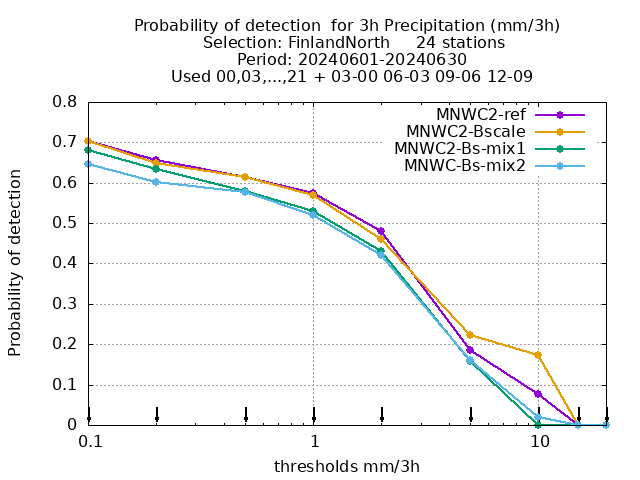 Probability of detection  for 3h Precipitation (mm/3h)
Selection: FinlandNorth     24 stations
Period: 20240601-20240630
Used 00,03,...,21 + 03-00 06-03 09-06 12-09
MNWC2-ref
MNWC2-Bscale
MNWC2-Bs-mix1
MNWC-Bs-mix2
Probability of detection
0.8
0.7
0.6
0.5
0.4
0.3
0.2
0.1
0
0.1 1 10
thresholds mm/3h